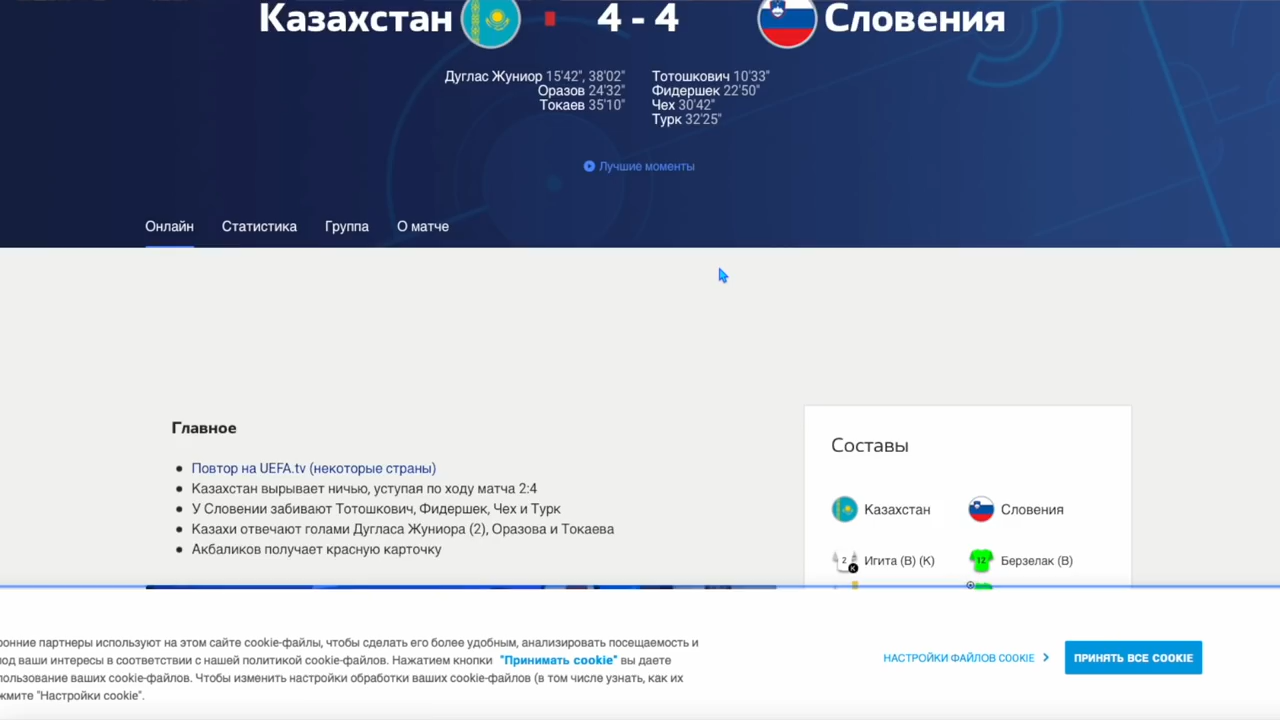 Казахстан 4 - 4 Словения
Дуглас Жуниор 15'42", 38'02"
Оразов 24'32"
Токаев 35'10"
Тотошкович 10'33"
Фидершек 22'50"
Чех 30'42"
Турк 32'25"
Лучшие моменты
Онлайн Статистика Группа О матче
Главное
Повтор на UEFA.tv (некоторые страны)
Казахстан вырывает ничью, уступая по ходу матча 2:4
У Словении забивают Тотошкович, Фидершек, Чех и Турк
Казахи отвечают голами Дугласа Жуниора (2), Оразова и Токаева
Акбаликов получает красную карточку
Составы
Казахстан Словения
2 К Игита (В) (К) 12 Берзелак (В)
ронние партнеры используют на этом сайте cookie-файлы, чтобы сделать его более удобным, анализировать посещаемость и
под ваши интересы в соответствии с нашей политикой cookie-файлов. Нажатием кнопки "Принимать cookie" вы даете
пользование ваших cookie-файлов. Чтобы изменить настройки обработки ваших cookie-файлов (в том числе узнать, как их
жмите "Настройки cookie".
НАСТРОЙКИ ФАЙЛОВ COOKIE
ПРИНЯТЬ ВСЕ COOKIE